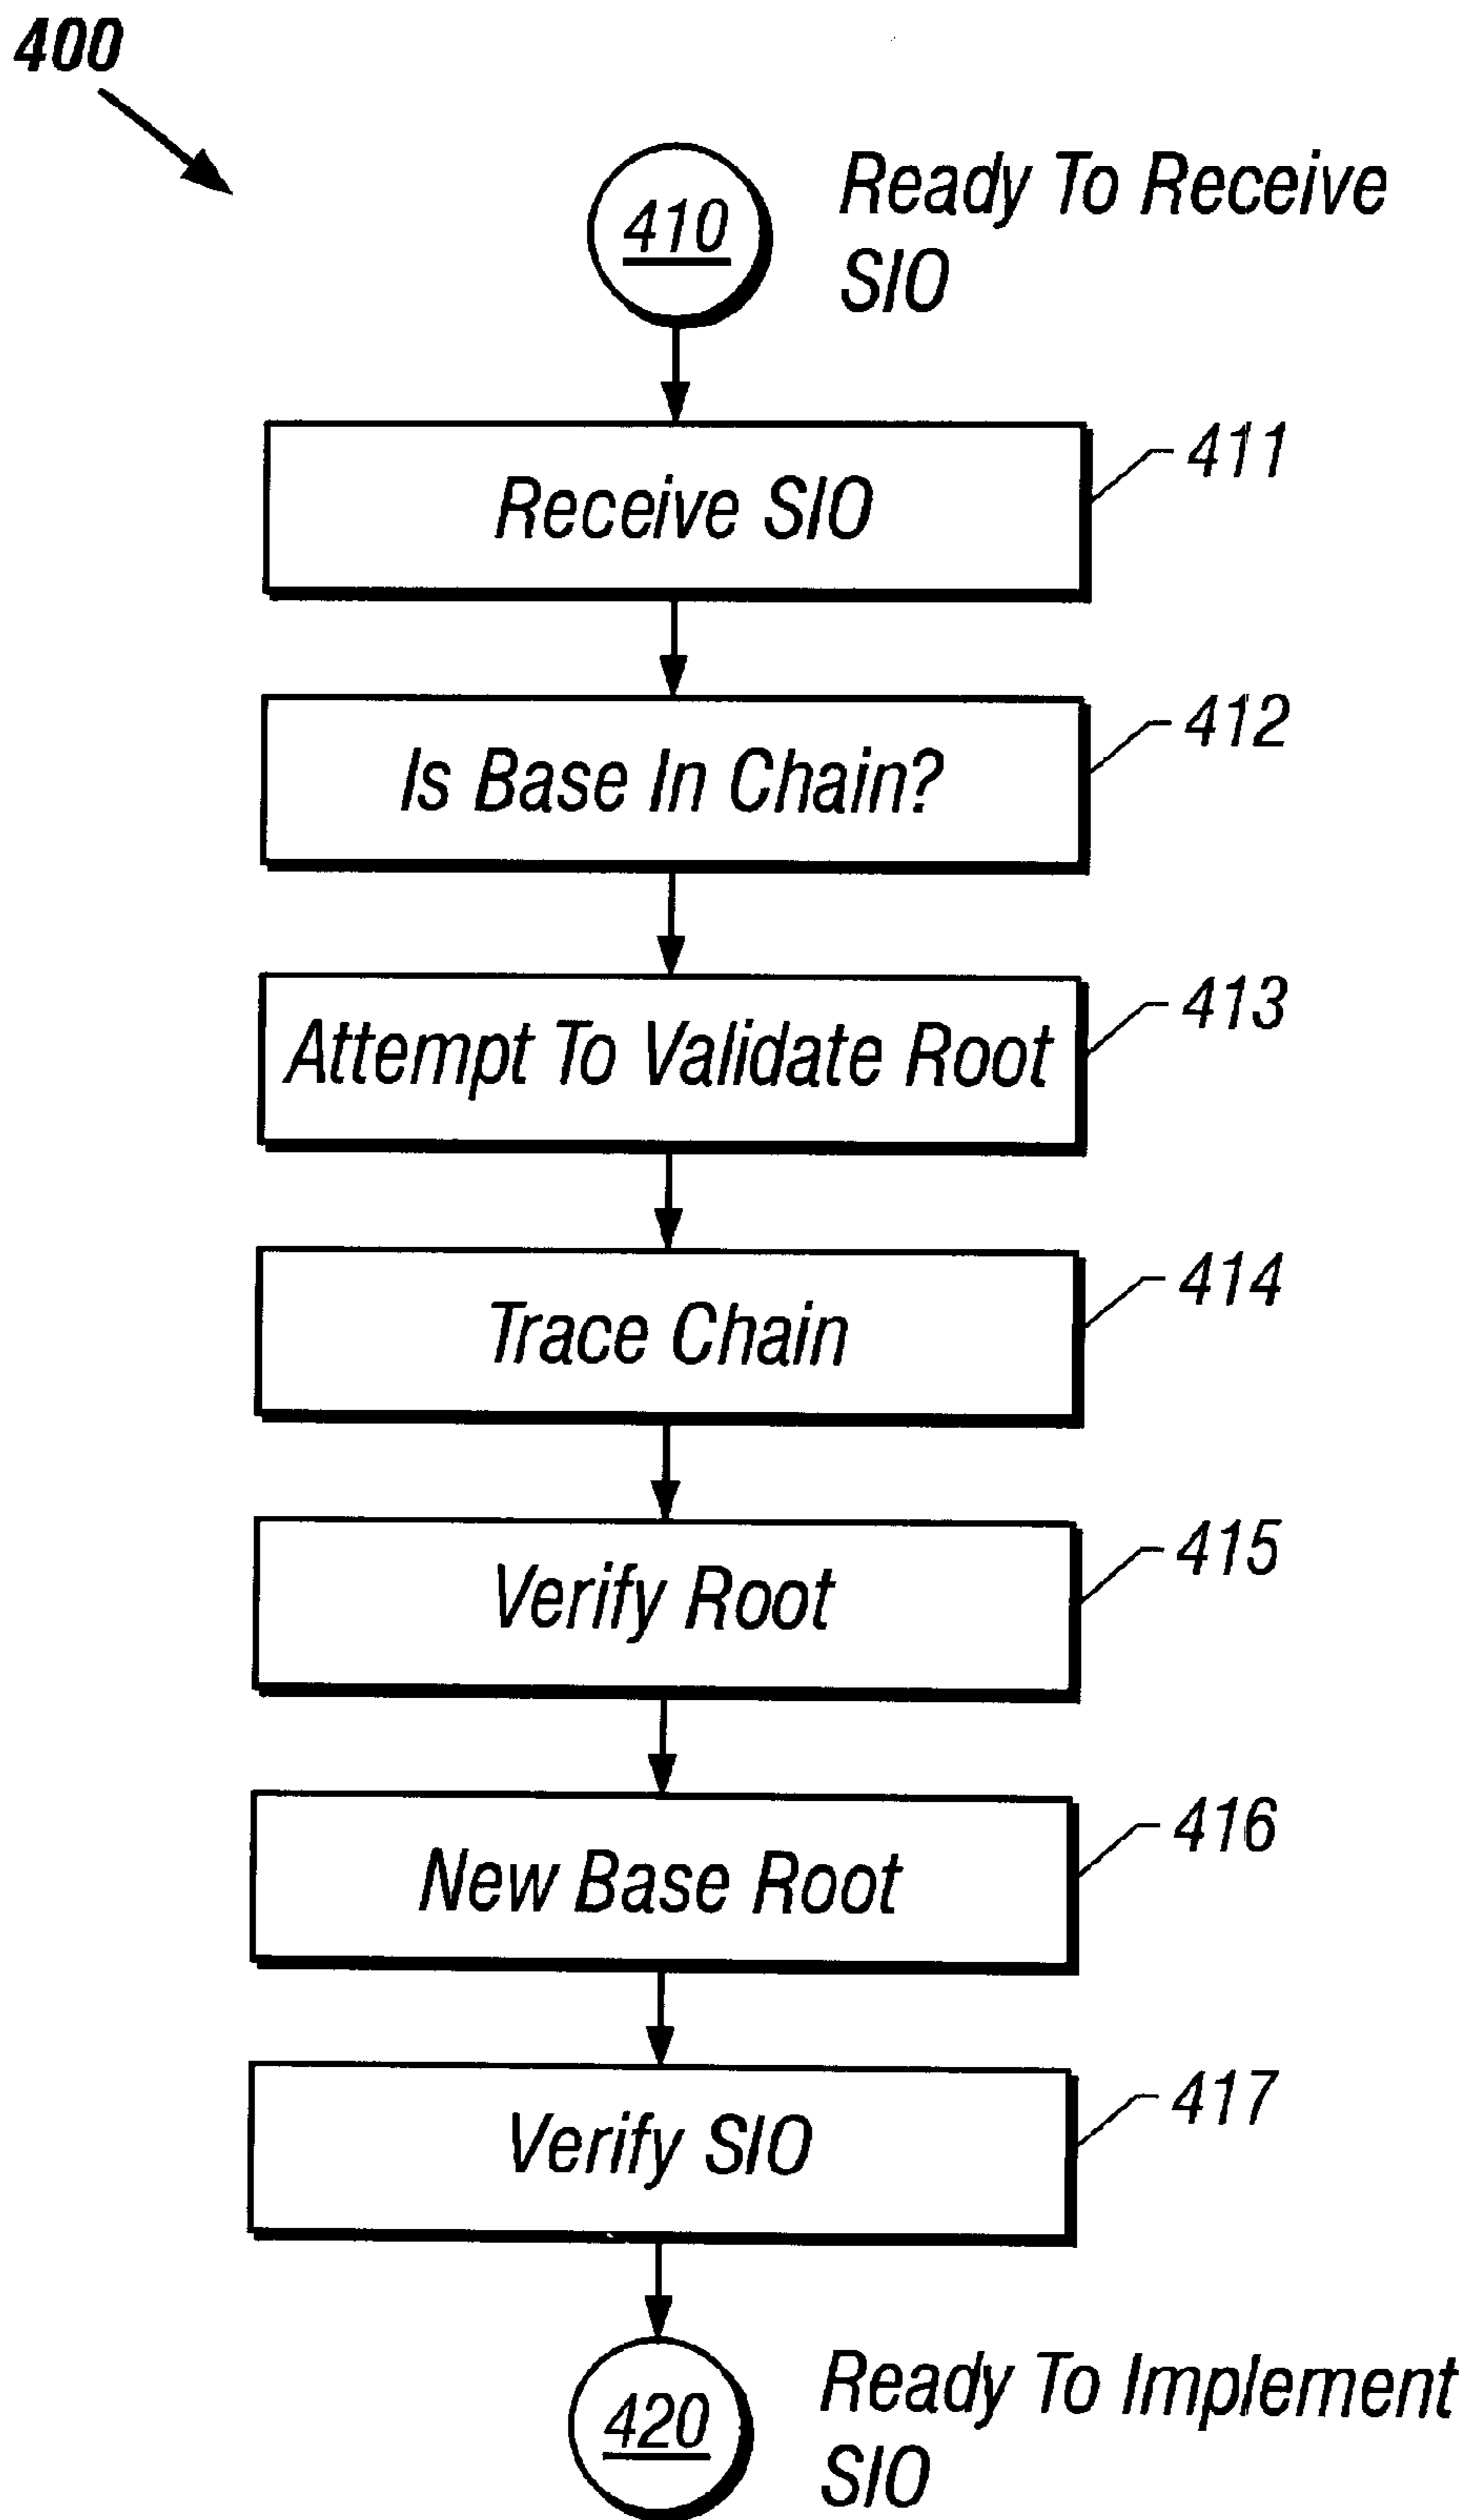 400
410
Ready To Receive
SIO
Receive SIO
411
Is Base In Chain?
412
Attempt To Validate Root
413
Trace Chain
414
Verify Root
415
New Base Root
416
Verify SIO
417
420
Ready To Implement
SIO